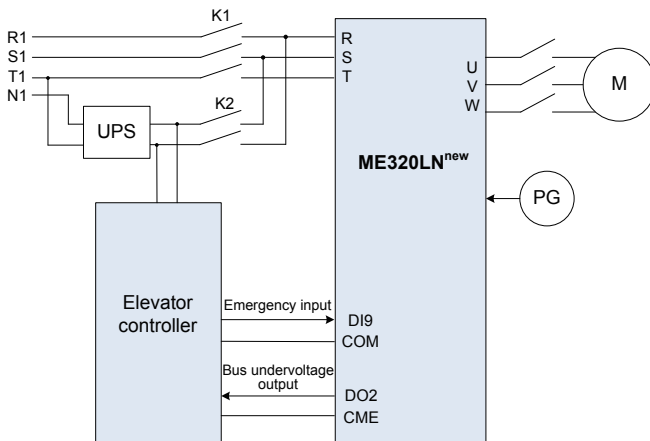 K1
R1
S1
T1
N1
R
S
T
U
V
W
M
K2
UPS
ME320LNnew
PG
Elevator
controller
Emergency input
DI9
COM
Bus undervoltage
output
DO2
CME